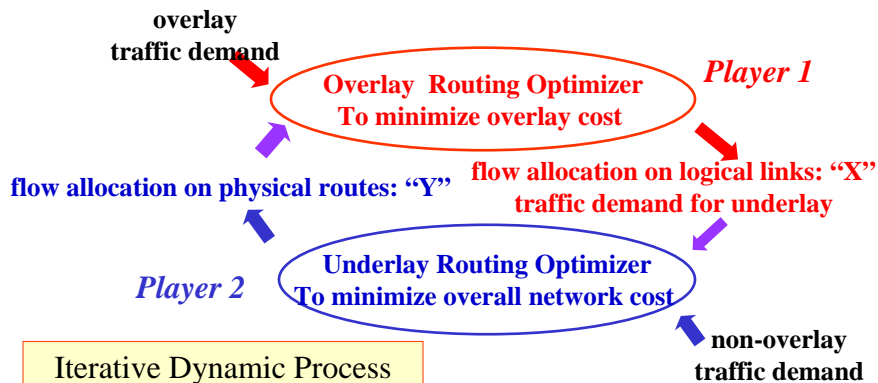 overlay
traffic demand
Overlay Routing Optimizer
To minimize overlay cost
Player 1
flow allocation on physical routes: “Y”
flow allocation on logical links: “X”
traffic demand for underlay
Underlay Routing Optimizer
To minimize overall network cost
Player 2
non-overlay
traffic demand
Iterative Dynamic Process